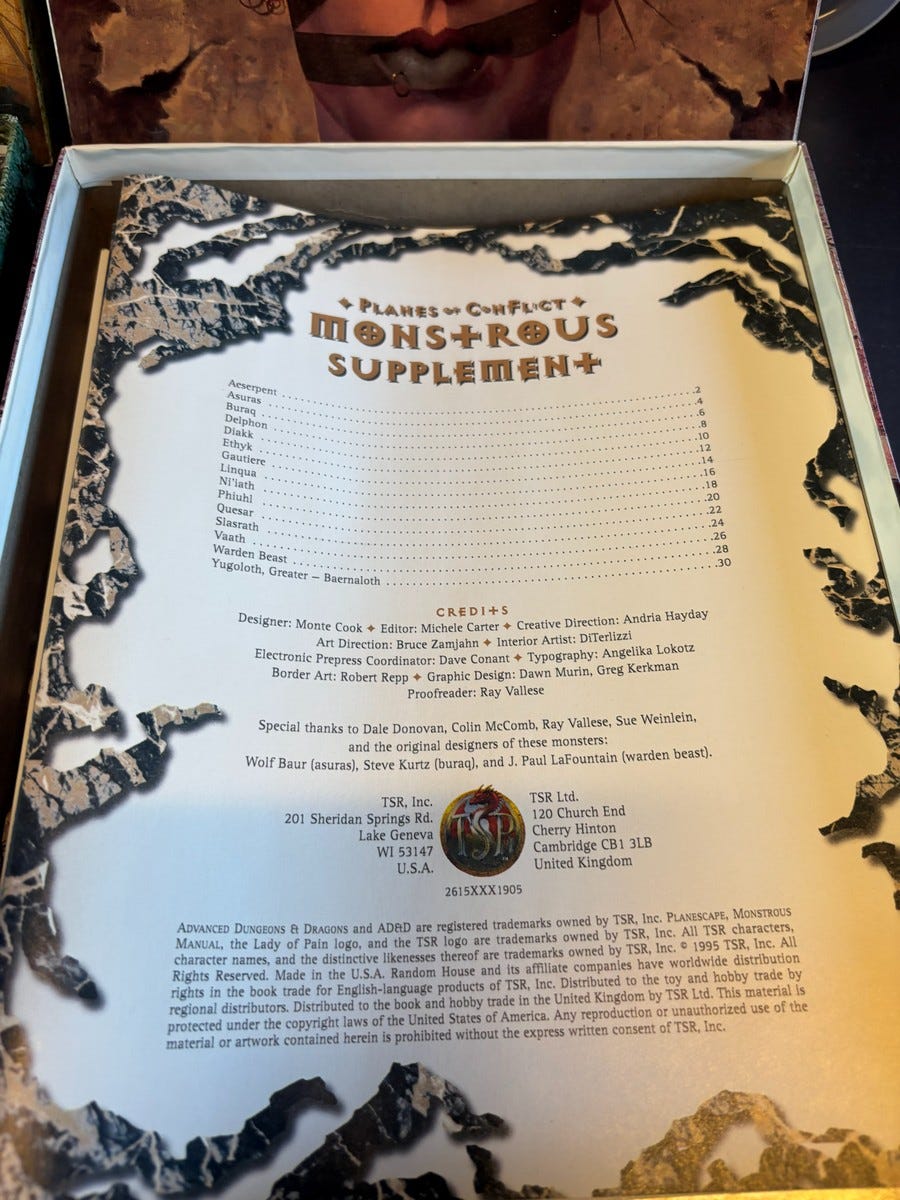 ✦ PLANES OF CONFLICT ✦
MONSTROUS
SUPPLEMENT
Aeserpent 2
Asuras 4
Buraq 6
Delphon 8
Diakk 10
Ethyk 12
Gautiere 14
Linqua 16
Ni'iath 18
Phiuhl 20
Quesar 22
Slasrath 24
Vaath 26
Warden Beast 28
Yugoloth, Greater – Baernaloth 30
CREDITS
Designer: Monte Cook ✦ Editor: Michele Carter ✦ Creative Direction: Andria Hayday
Art Direction: Bruce Zamjahn ✦ Interior Artist: DiTerlizzi
Electronic Prepress Coordinator: Dave Conant ✦ Typography: Angelika Lokotz
Border Art: Robert Repp ✦ Graphic Design: Dawn Murin, Greg Kerkman
Proofreader: Ray Vallese
Special thanks to Dale Donovan, Colin McComb, Ray Vallese, Sue Weinlein,
and the original designers of these monsters:
Wolf Baur (asuras), Steve Kurtz (buraq), and J. Paul LaFountain (warden beast).
TSR, Inc.
201 Sheridan Springs Rd.
Lake Geneva
WI 53147
U.S.A.
TSR
TSR Ltd.
120 Church End
Cherry Hinton
Cambridge CB1 3LB
United Kingdom
2615XXX1905
ADVANCED DUNGEONS & DRAGONS and AD&D are registered trademarks owned by TSR, Inc. PLANESCAPE, MONSTROUS
MANUAL, the Lady of Pain logo, and the TSR logo are trademarks owned by TSR, Inc. All TSR characters,
character names, and the distinctive likenesses thereof are trademarks owned by TSR, Inc. © 1995 TSR, Inc. All
Rights Reserved. Made in the U.S.A. Random House and its affiliate companies have worldwide distribution
rights in the book trade for English-language products of TSR, Inc. Distributed to the toy and hobby trade by
regional distributors. Distributed to the book and hobby trade in the United Kingdom by TSR Ltd. This material is
protected under the copyright laws of the United States of America. Any reproduction or unauthorized use of the
material or artwork contained herein is prohibited without the express written consent of TSR, Inc.